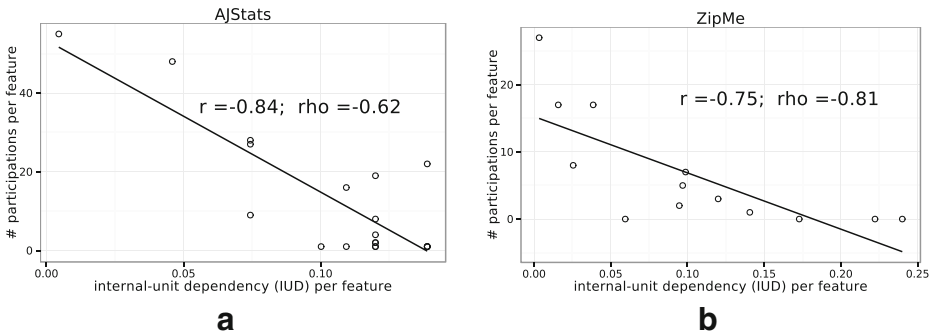 AJStats
# participations per feature
40
20
0
r =-0.84; rho =-0.62
0.00 0.05 0.10
internal-unit dependency (IUD) per feature
a
ZipMe
# participations per feature
20
10
0
r =-0.75; rho =-0.81
0.00 0.05 0.10 0.15 0.20 0.25
internal-unit dependency (IUD) per feature
b